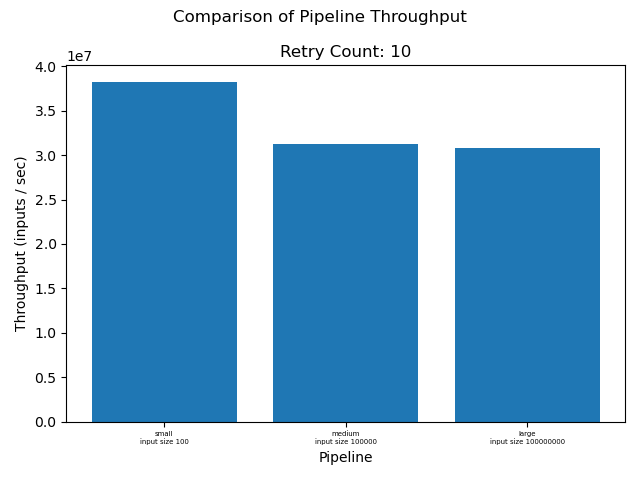 Comparison of Pipeline Throughput
Retry Count: 10
1e7
4.0
3.5
3.0
2.5
2.0
1.5
1.0
0.5
0.0
Throughput (inputs / sec)
small
input size 100
medium
input size 100000
large
input size 100000000
Pipeline